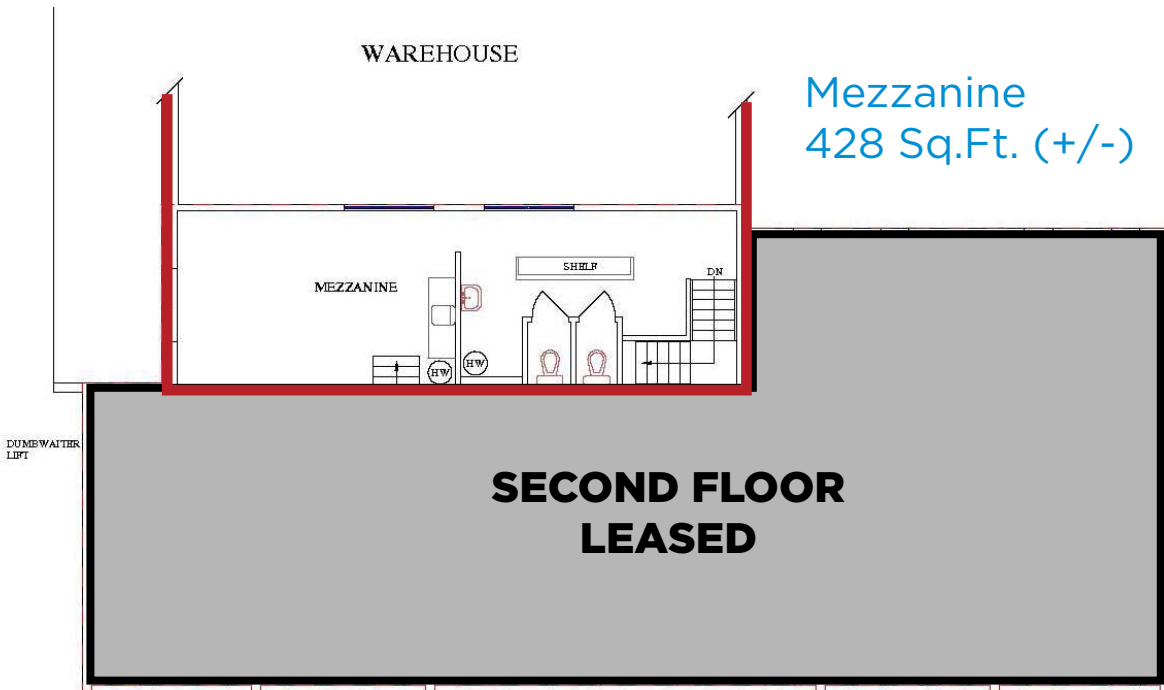 WAREHOUSE
Mezzanine
428 Sq.Ft. (+/-)
SHELF
DN
MEZZANINE
HW
HW
DUMBWAITER
LIFT
SECOND FLOOR
LEASED